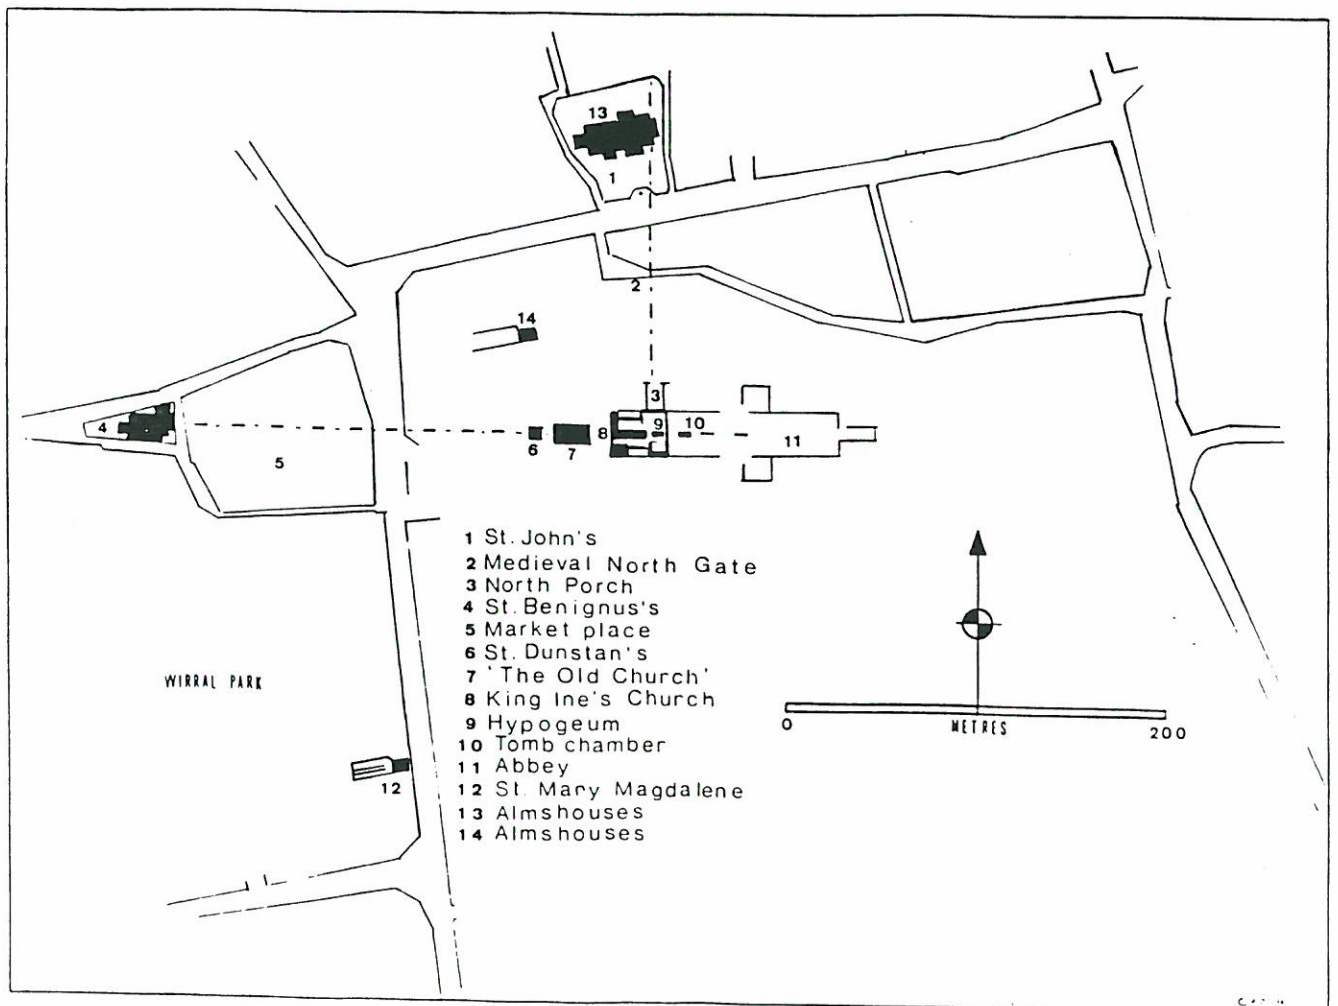 13
1
2
14
3
4
9
10
8
11
6
7
5
1 St. John's
2 Medieval North Gate
3 North Porch
4 St. Benignus's
5 Market place
6 St. Dunstan's
7 'The Old Church'
8 King Ine's Church
9 Hypogeum
10 Tomb chamber
11 Abbey
12 St. Mary Magdalene
13 Almshouses
14 Almshouses
WIRRAL PARK
0
METRES
200
12